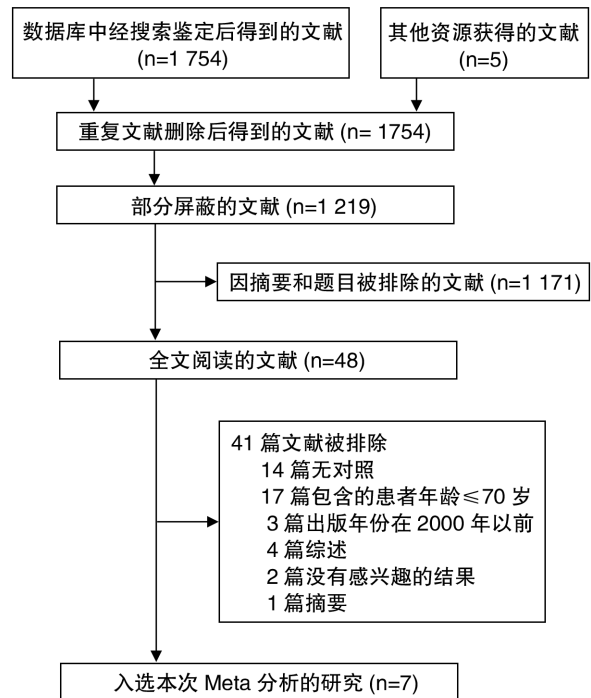 数据库中经搜索鉴定后得到的文献
(n=1 754)
其他资源获得的文献
(n=5)
重复文献删除后得到的文献 (n= 1754)
部分屏蔽的文献 (n=1 219)
因摘要和题目被排除的文献 (n=1 171)
全文阅读的文献 (n=48)
41 篇文献被排除
14 篇无对照
17 篇包含的患者年龄≤70 岁
3 篇出版年份在 2000 年以前
4 篇综述
2 篇没有感兴趣的结果
1 篇摘要
入选本次 Meta 分析的研究 (n=7)